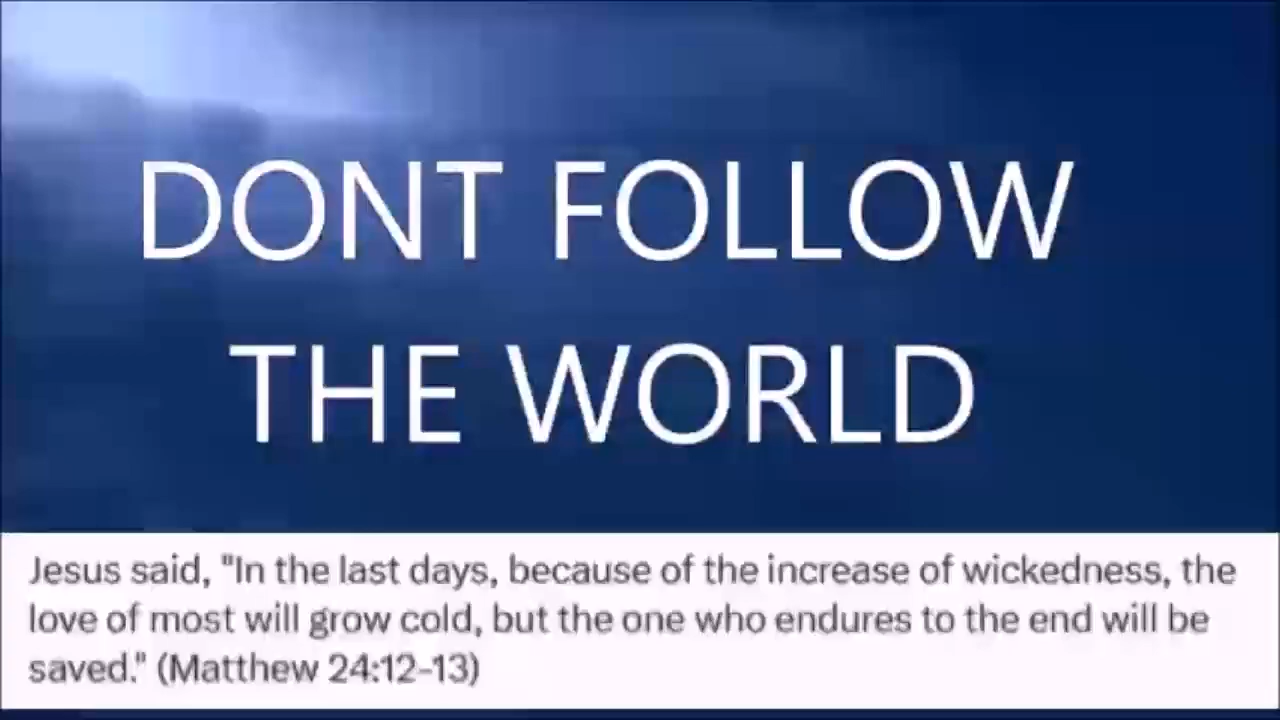 DONT FOLLOW
THE WORLD
Jesus said, "In the last days, because of the increase of wickedness, the
love of most will grow cold, but the one who endures to the end will be
saved." (Matthew 24:12-13)